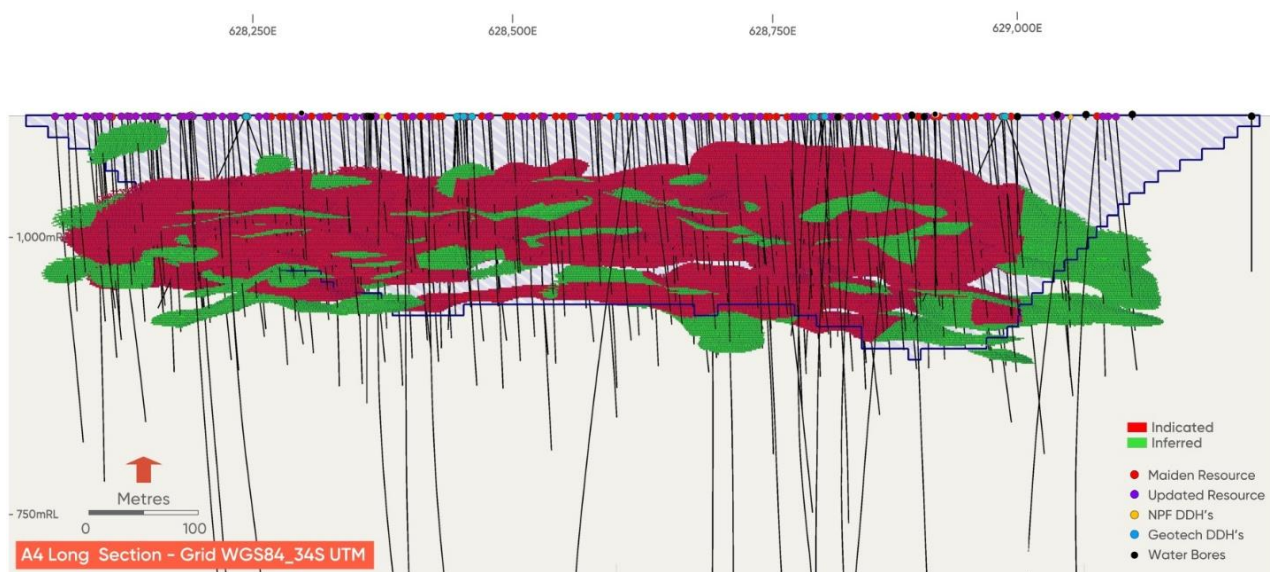 628,250E
628,500E
628,750E
629,000E
- 1,000mRL
- 750mRL
Metres
0 100
A4 Long Section - Grid WGS84_34S UTM
Indicated
Inferred
Maiden Resource
Updated Resource
NPF DDH's
Geotech DDH's
Water Bores